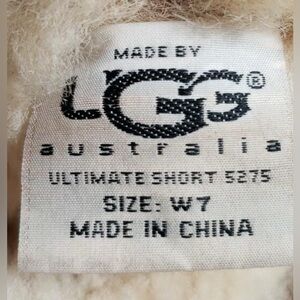 MADE BY
UGG®
australia
ULTIMATE SHORT 5275
SIZE: W7
MADE IN CHINA